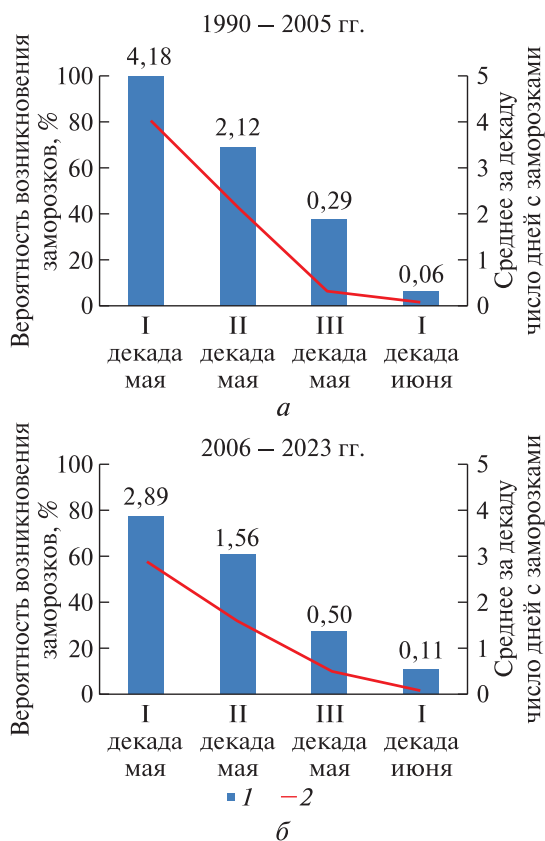 1990 – 2005 гг.
Вероятность возникновения
заморозков, %
100
80
60
40
20
0
4,18
2,12
0,29
0,06
5
4
3
2
1
0
Среднее за декаду
число дней с заморозками
I
декада
мая
II
декада
мая
III
декада
мая
I
декада
июня
а
2006 – 2023 гг.
Вероятность возникновения
заморозков, %
100
80
60
40
20
0
2,89
1,56
0,50
0,11
5
4
3
2
1
0
Среднее за декаду
число дней с заморозками
I
декада
мая
II
декада
мая
III
декада
мая
I
декада
июня
1 2
б